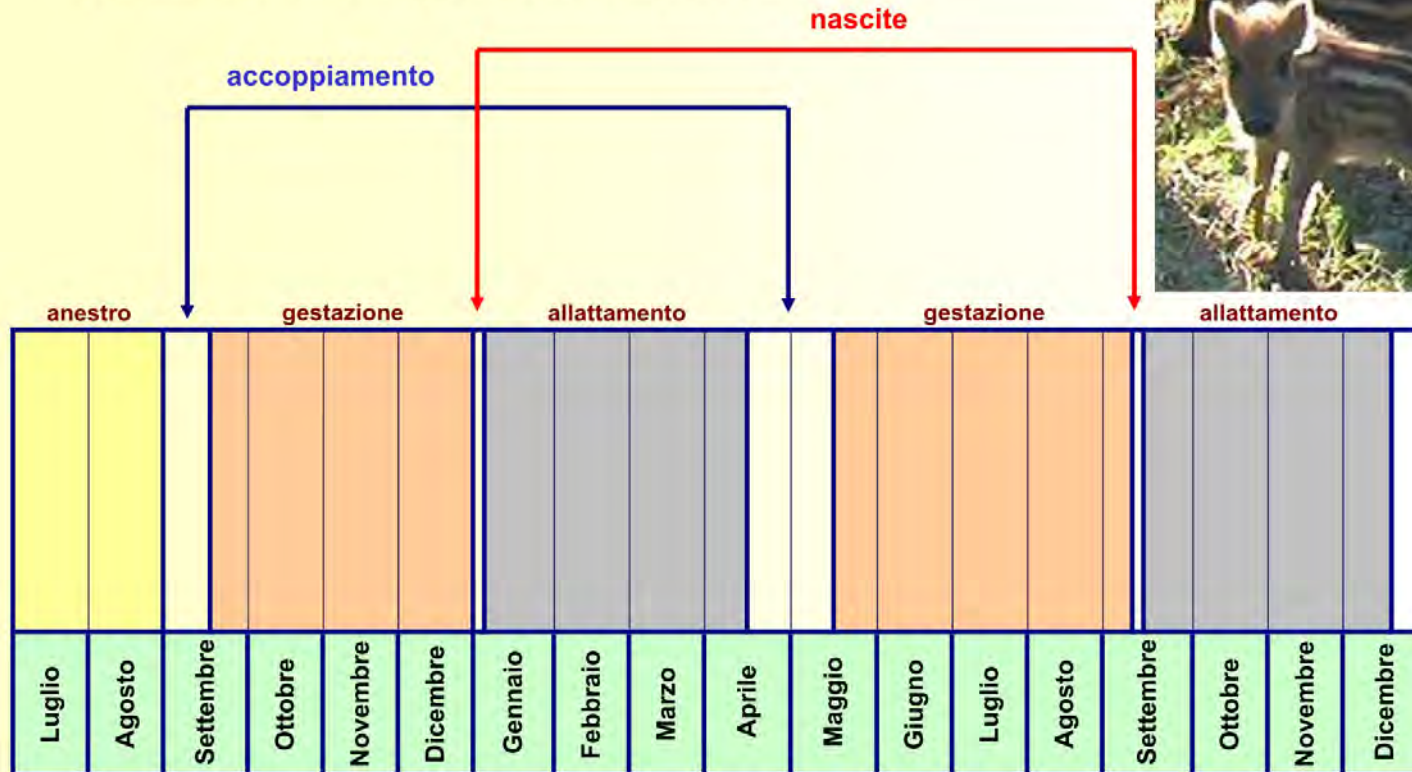 nascite
accoppiamento
anestro gestazione allattamento gestazione allattamento
Luglio Agosto Settembre Ottobre Novembre Dicembre Gennaio Febbraio Marzo Aprile Maggio Giugno Luglio Agosto Settembre Ottobre Novembre Dicembre